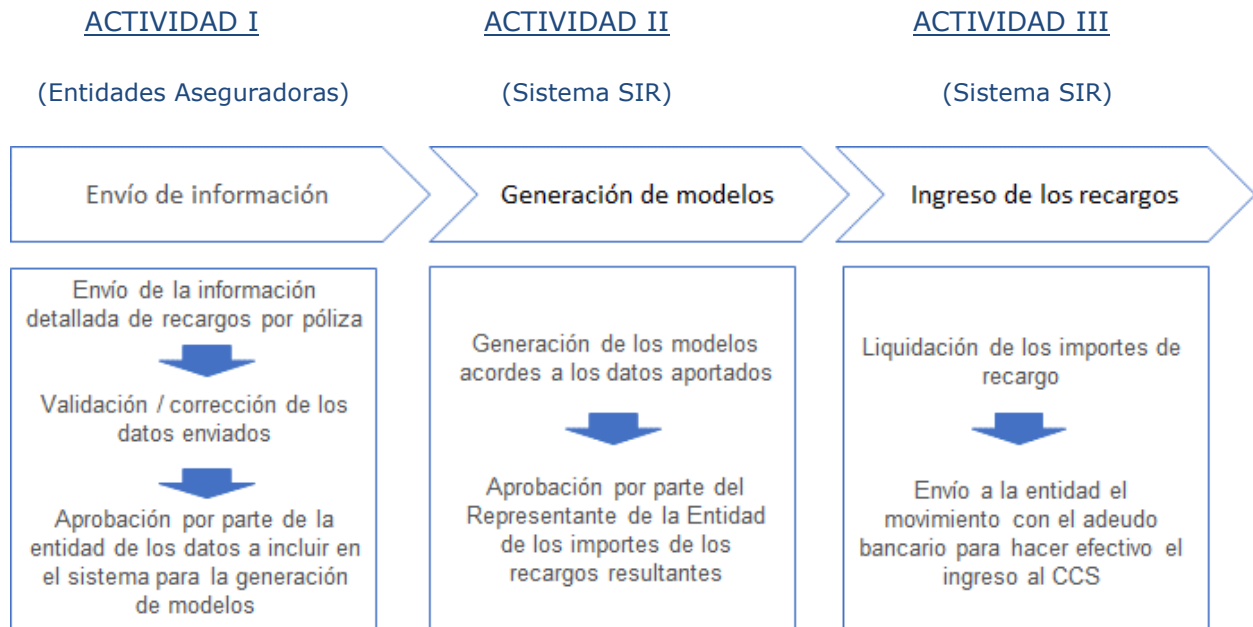 ACTIVIDAD I
ACTIVIDAD II
ACTIVIDAD III
(Entidades Aseguradoras)
(Sistema SIR)
(Sistema SIR)
Envío de información
Generación de modelos
Ingreso de los recargos
Envío de la información
detallada de recargos por póliza
Validación / corrección de los
datos enviados
Aprobación por parte de la
entidad de los datos a incluir en
el sistema para la generación
de modelos
Generación de los modelos
acordes a los datos aportados
Aprobación por parte del
Representante de la Entidad
de los importes de los
recargos resultantes
Liquidación de los importes de
recargo
Envío a la entidad el
movimiento con el adeudo
bancario para hacer efectivo el
ingreso al CCS